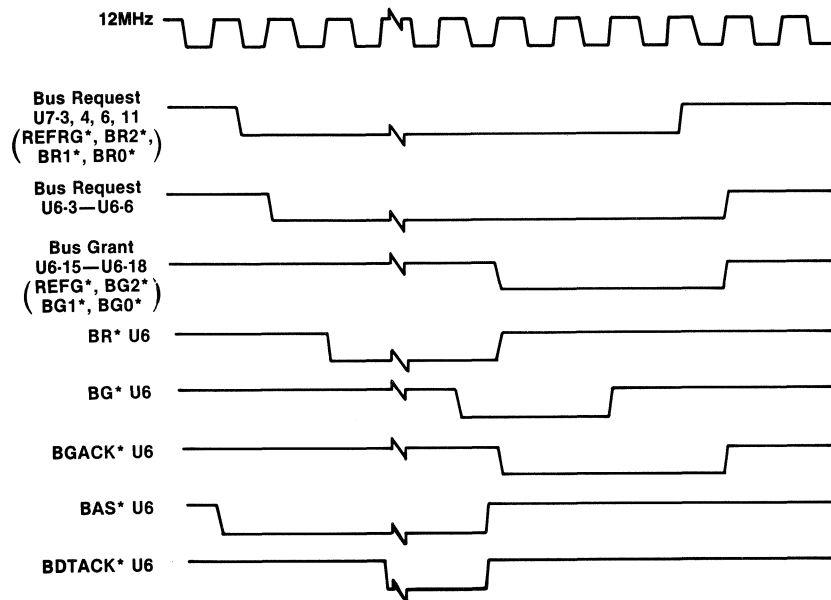 12MHz
Bus Request
U7-3, 4, 6, 11
(REFRG*, BR2*,
BR1*, BR0*)
Bus Request
U6-3—U6-6
Bus Grant
U6-15—U6-18
(REFG*, BG2*
BG1*, BG0*)
BR* U6
BG* U6
BGACK* U6
BAS* U6
BDTACK* U6